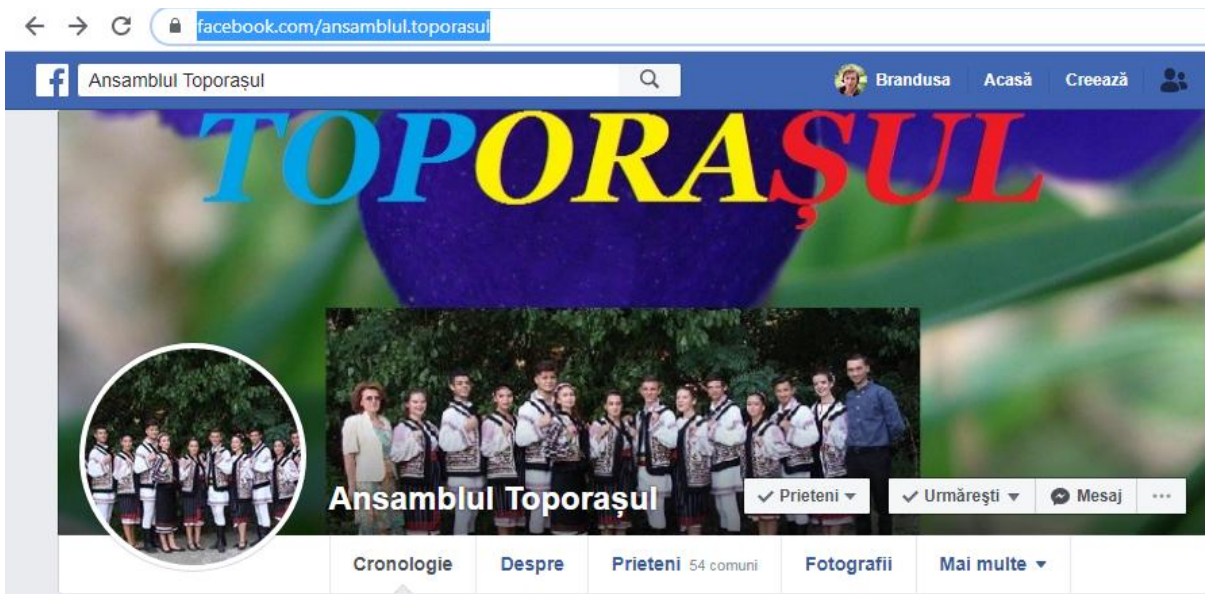 facebook.com/ansamblul.toporasul
Ansamblul Toporașul
Brandusa Acasă Creează
TOPORAȘUL
Ansamblul Toporașul
Prieteni
Urmărești
Mesaj
Cronologie Despre Prieteni 54 comuni Fotografii Mai multe